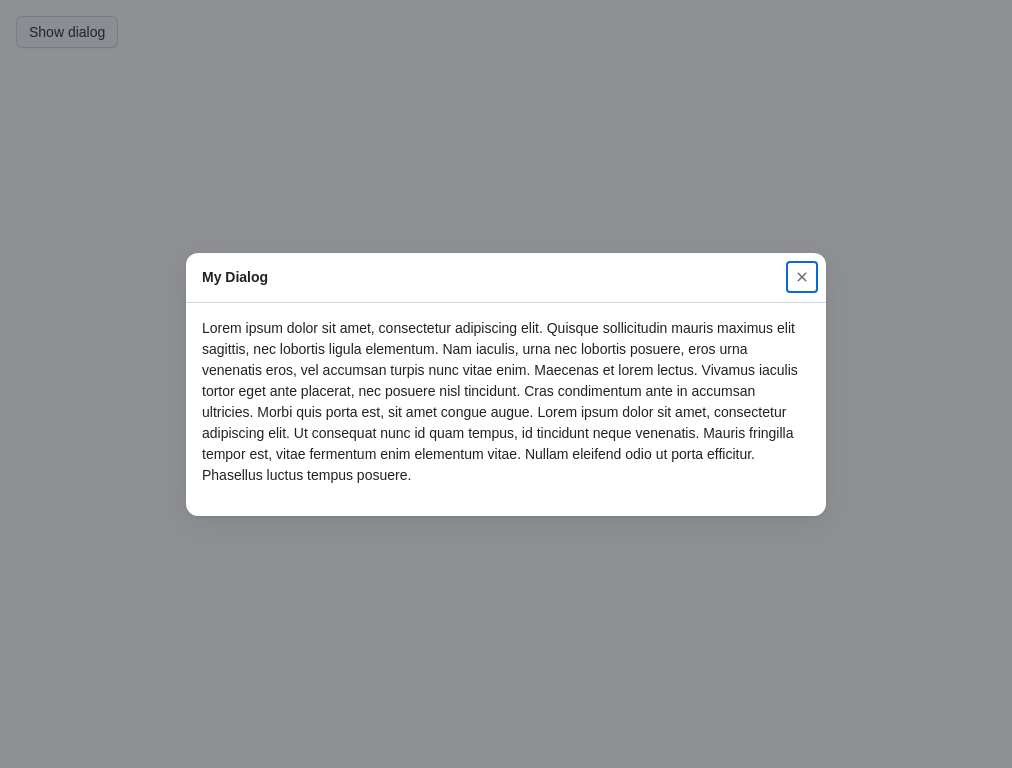 Show dialog
My Dialog
Lorem ipsum dolor sit amet, consectetur adipiscing elit. Quisque sollicitudin mauris maximus elit
sagittis, nec lobortis ligula elementum. Nam iaculis, urna nec lobortis posuere, eros urna
venenatis eros, vel accumsan turpis nunc vitae enim. Maecenas et lorem lectus. Vivamus iaculis
tortor eget ante placerat, nec posuere nisl tincidunt. Cras condimentum ante in accumsan
ultricies. Morbi quis porta est, sit amet congue augue. Lorem ipsum dolor sit amet, consectetur
adipiscing elit. Ut consequat nunc id quam tempus, id tincidunt neque venenatis. Mauris fringilla
tempor est, vitae fermentum enim elementum vitae. Nullam eleifend odio ut porta efficitur.
Phasellus luctus tempus posuere.